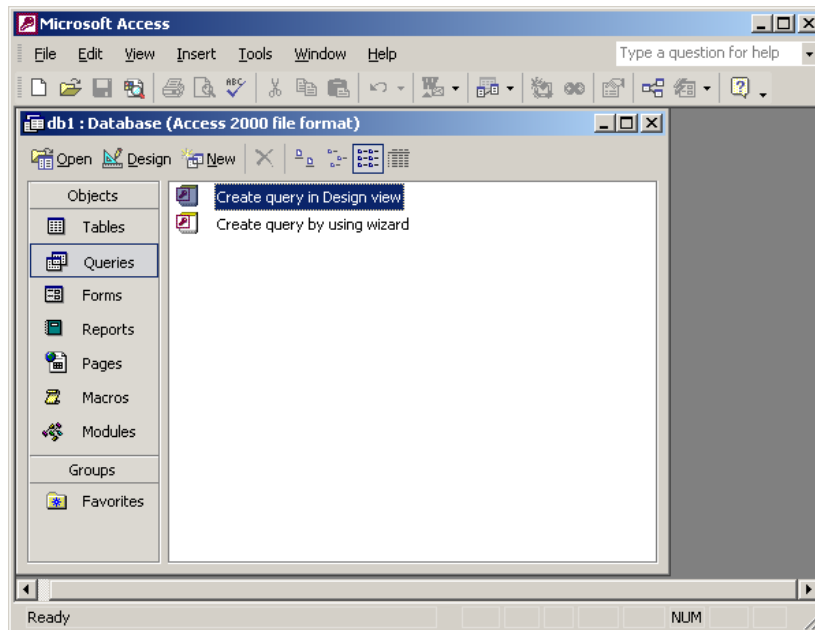 Microsoft Access
File Edit View Insert Tools Window Help Type a question for help
ABC
db1 : Database (Access 2000 file format)
Open Design New
Objects
Tables
Queries
Forms
Reports
Pages
Macros
Modules
Groups
Favorites
Create query in Design view
Create query by using wizard
Ready NUM